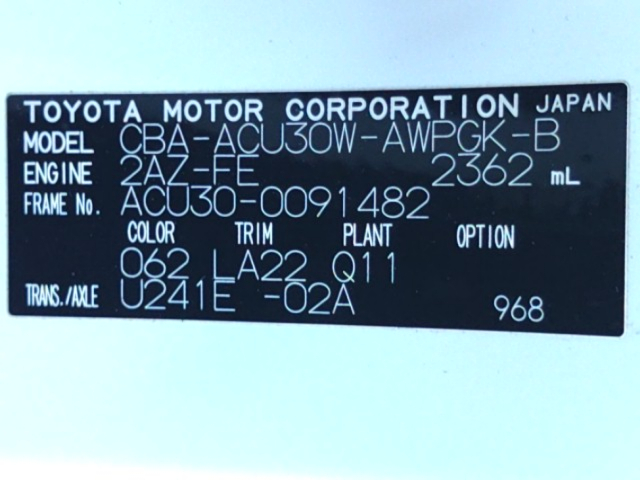 TOYOTA MOTOR CORPORATION JAPAN
MODEL CBA-ACU30W-AWPGK-B
ENGINE 2AZ-FE 2362 mL
FRAME No. ACU30-0091482
COLOR TRIM PLANT OPTION
062 LA22 Q11
TRANS./AXLE U241E -02A 968